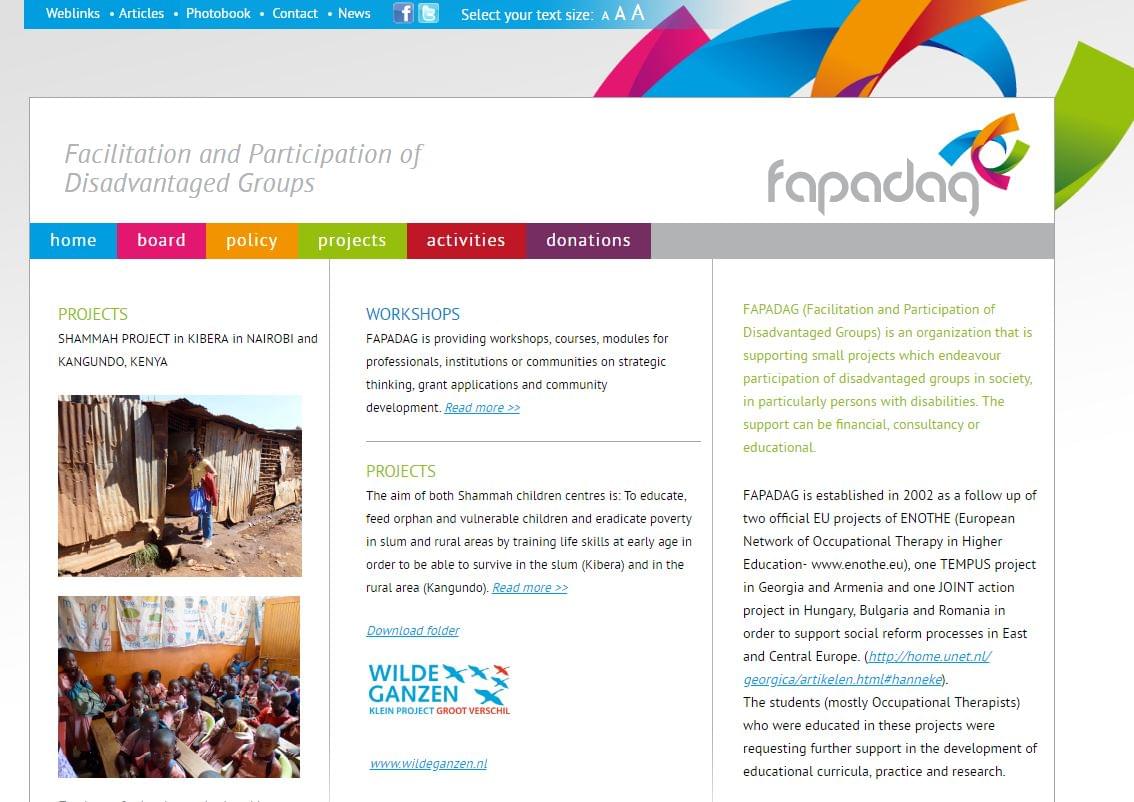 Weblinks • Articles • Photobook • Contact • News
Select your text size: A A A
Facilitation and Participation of
Disadvantaged Groups
fapadag
home board policy projects activities donations
PROJECTS
SHAMMAH PROJECT in KIBERA in NAIROBI and
KANGUNDO, KENYA
WORKSHOPS
FAPADAG is providing workshops, courses, modules for
professionals, institutions or communities on strategic
thinking, grant applications and community
development. Read more >>
PROJECTS
The aim of both Shammah children centres is: To educate,
feed orphan and vulnerable children and eradicate poverty
in slum and rural areas by training life skills at early age in
order to be able to survive in the slum (Kibera) and in the
rural area (Kangundo). Read more >>
Download folder
WILDE
GANZEN
KLEIN PROJECT GROOT VERSCHIL
www.wildeganzen.nl
FAPADAG (Facilitation and Participation of
Disadvantaged Groups) is an organization that is
supporting small projects which endeavour
participation of disadvantaged groups in society,
in particularly persons with disabilities. The
support can be financial, consultancy or
educational.
FAPADAG is established in 2002 as a follow up of
two official EU projects of ENOTHE (European
Network of Occupational Therapy in Higher
Education- www.enothe.eu), one TEMPUS project
in Georgia and Armenia and one JOINT action
project in Hungary, Bulgaria and Romania in
order to support social reform processes in East
and Central Europe. (http://home.unet.nl/
georgica/artikelen.html#hanneke).
The students (mostly Occupational Therapists)
who were educated in these projects were
requesting further support in the development of
educational curricula, practice and research.